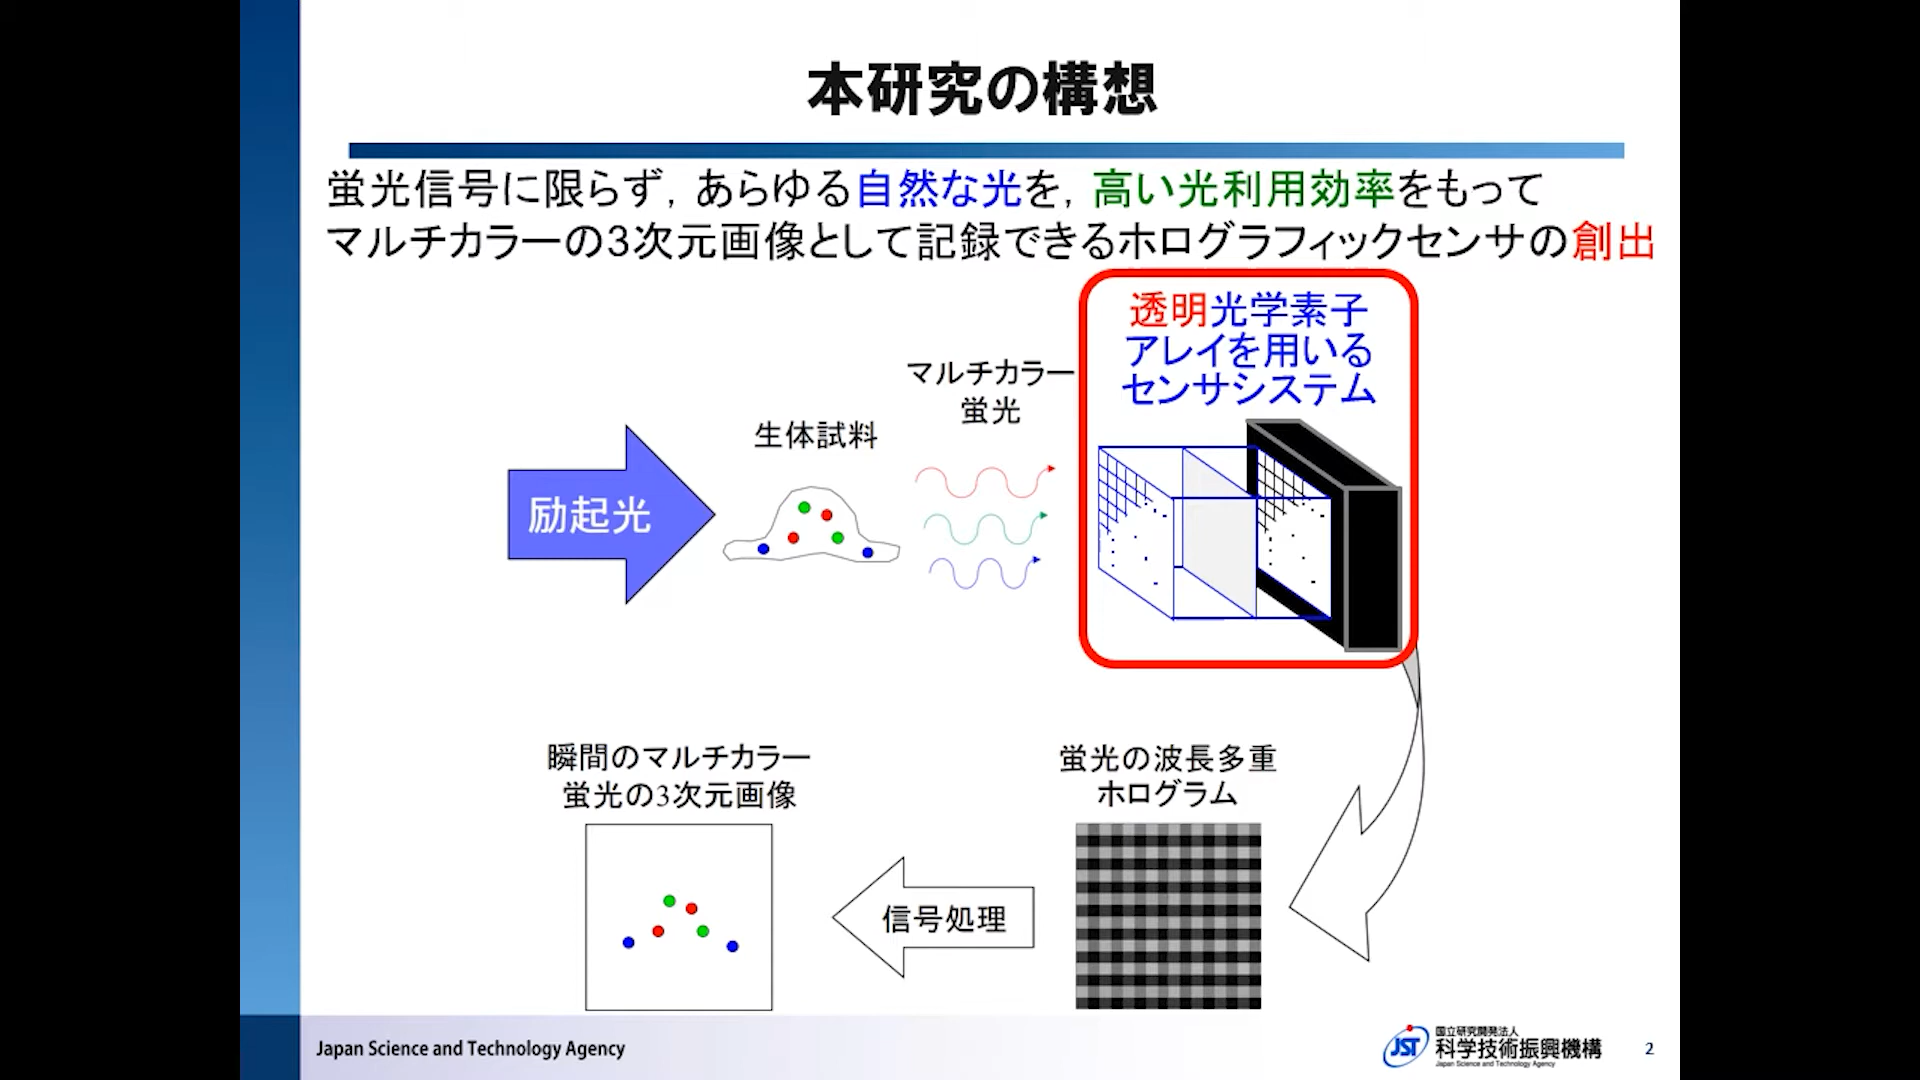 本研究の構想
蛍光信号に限らず，あらゆる自然な光を，高い光利用効率をもって
マルチカラーの3次元画像として記録できるホログラフィックセンサの創出
透明光学素子
アレイを用いる
センサシステム
マルチカラー
蛍光
生体試料
励起光
瞬間のマルチカラー
蛍光の3次元画像
蛍光の波長多重
ホログラム
信号処理
Japan Science and Technology Agency
JST
国立研究開発法人
科学技術振興機構
Japan Science and Technology Agency
2